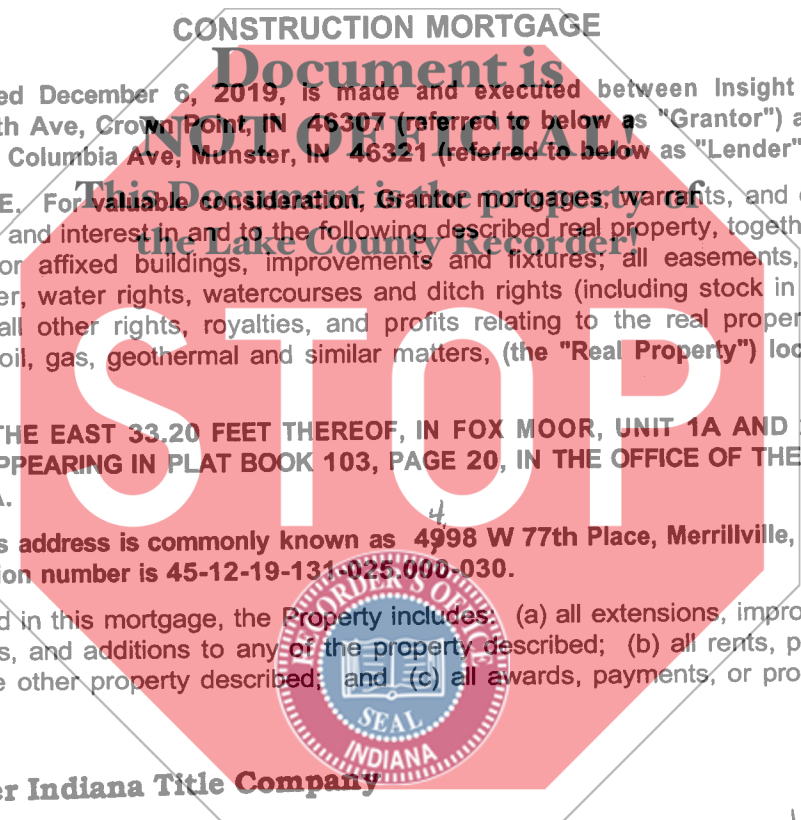 CONSTRUCTION MORTGAGE
Document is
ed December 6, 2019, is made and executed between Insight
NOT OFFICIAL!
th Ave, Crown Point, IN 46307 (referred to below as "Grantor") a
Columbia Ave, Munster, IN 46321 (referred to below as "Lender"
This Document is the property of
E. For valuable consideration, Grantor mortgages, warrants, and
the Lake County Recorder!
and interest in and to the following described real property, togeth
or affixed buildings, improvements and fixtures; all easements,
er, water rights, watercourses and ditch rights (including stock in
all other rights, royalties, and profits relating to the real proper
oil, gas, geothermal and similar matters, (the "Real Property") loc
STOP
THE EAST 33.20 FEET THEREOF, IN FOX MOOR, UNIT 1A AND
PPEARING IN PLAT BOOK 103, PAGE 20, IN THE OFFICE OF THE
A.
4
s address is commonly known as 4998 W 77th Place, Merrillville,
ion number is 45-12-19-131-025.000-030.
d in this mortgage, the Property includes: (a) all extensions, impro
s, and additions to any of the property described; (b) all rents, p
e other property described; and (c) all awards, payments, or pro
RECORDER'S OFFICE
SEAL
INDIANA
er Indiana Title Company